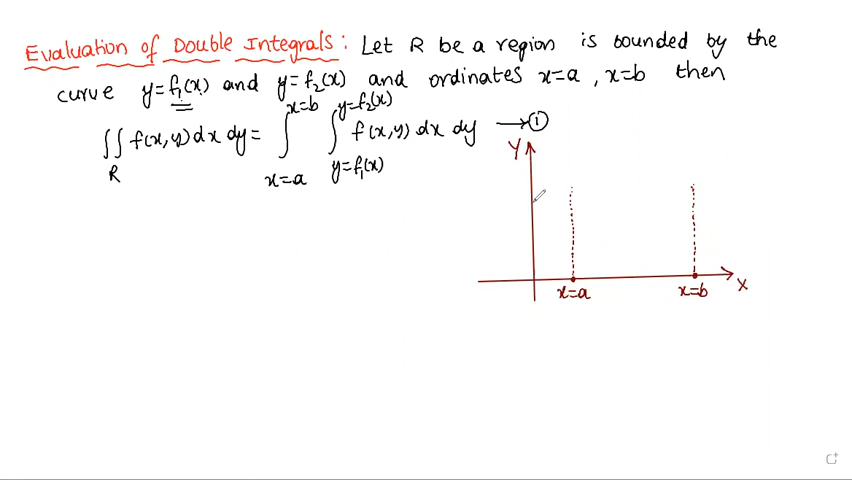 Evaluation of Double Integrals: Let R be a region is bounded by the
curve y=f₁(x) and y=f₂(x) and ordinates x=a, x=b then
∬_R f(x,y) dx dy = ∫_{x=a}^{x=b} ∫_{y=f₁(x)}^{y=f₂(x)} f(x,y) dx dy → ①
Y
X
x=a x=b